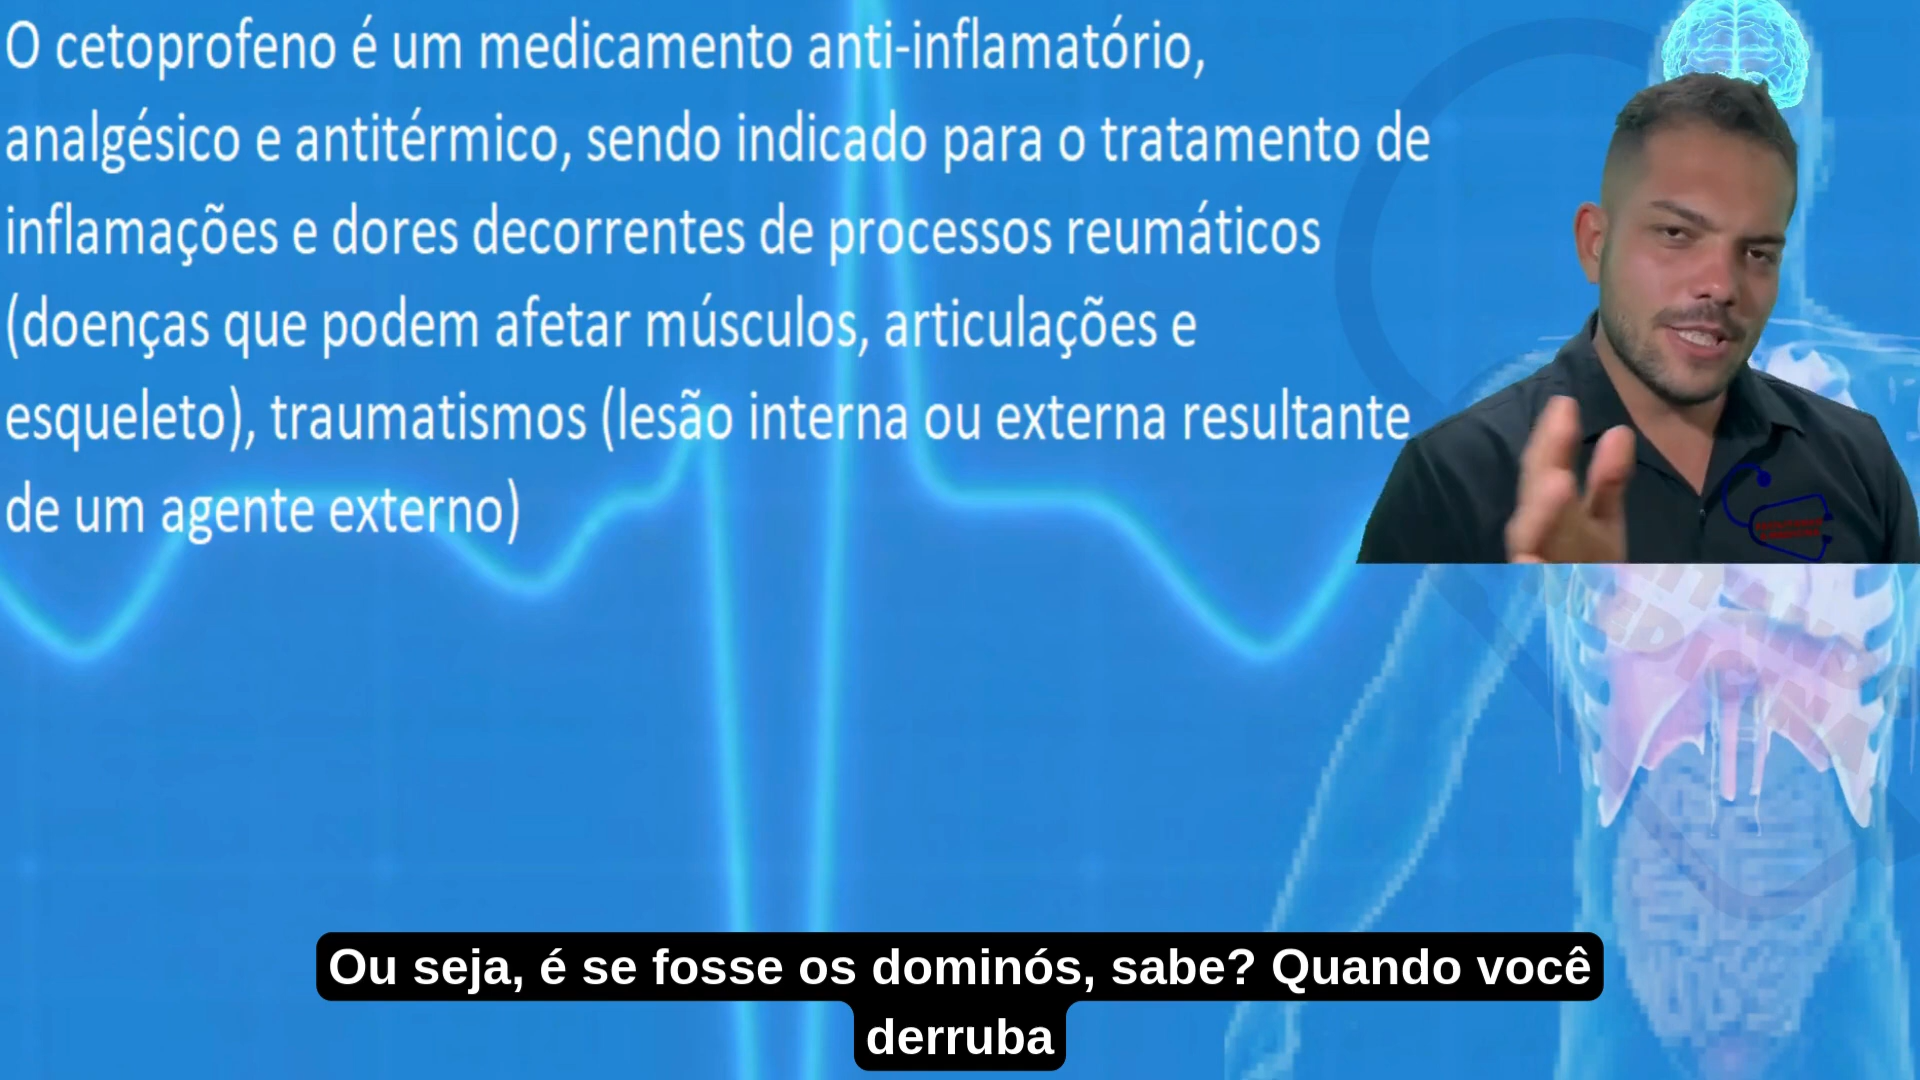 O cetoprofeno é um medicamento anti-inflamatório,
analgésico e antitérmico, sendo indicado para o tratamento de
inflamações e dores decorrentes de processos reumáticos
(doenças que podem afetar músculos, articulações e
esqueleto), traumatismos (lesão interna ou externa resultante
de um agente externo)
Ou seja, é se fosse os dominós, sabe? Quando você
derruba